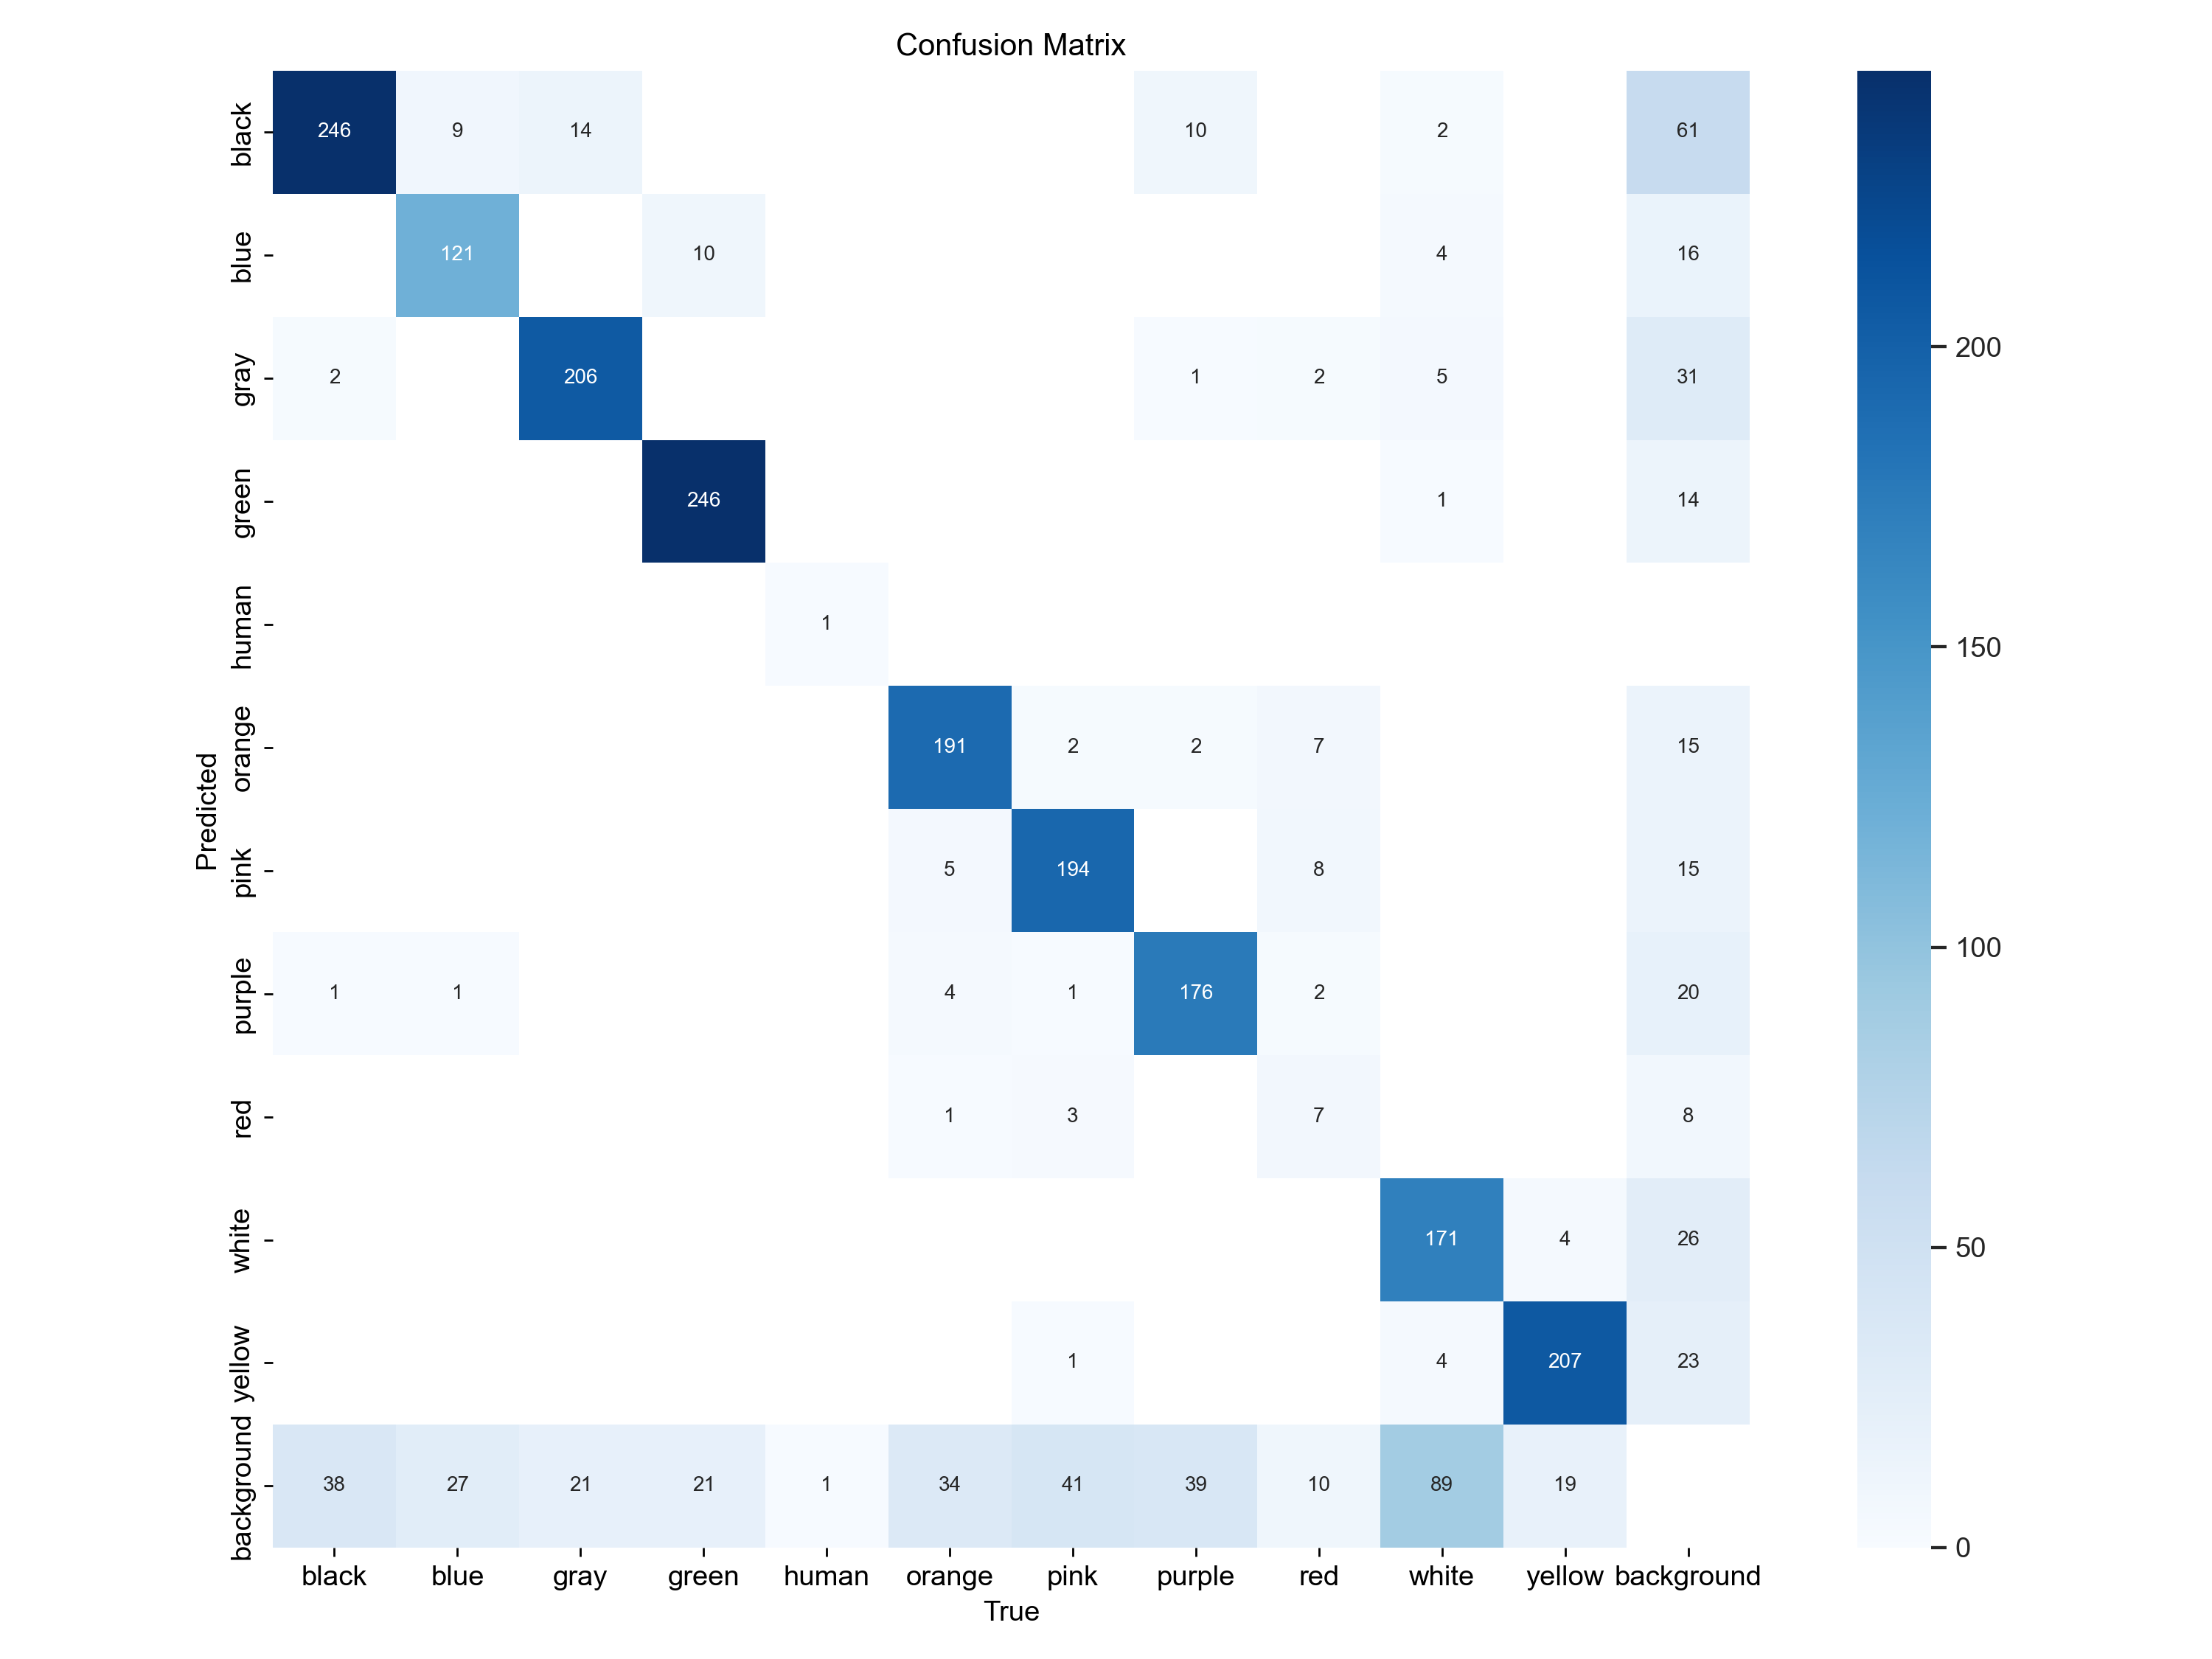 Confusion Matrix
black 246 9 14 10 2 61
blue 121 10 4 16
gray 2 206 1 2 5 31
green 246 1 14
human 1
orange 191 2 2 7 15
pink 5 194 8 15
purple 1 1 4 1 176 2 20
red 1 3 7 8
white 171 4 26
yellow 1 4 207 23
background 38 27 21 21 1 34 41 39 10 89 19
Predicted
black blue gray green human orange pink purple red white yellow background
True
200
150
100
50
0